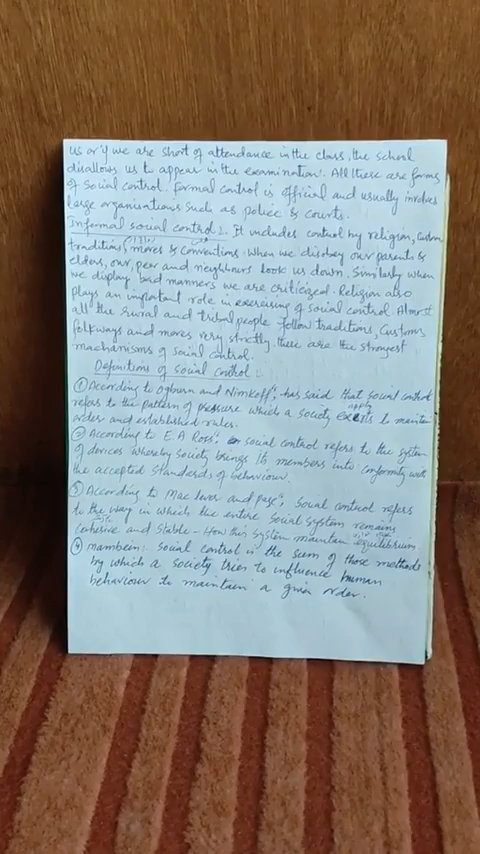 us or if we are short of attendance in the class, the school
disallows us to appear in the examination. All these are forms
of social control. Formal control is official and usually involves
large organisations such as police & courts.
Informal social control :. It includes control by religion, Custom
traditions, mores & conventions. When we disobey our parents &
elders, our peer and neighbours look us down. Similarly when
we display bad manners we are criticized. Religion also
plays an important role in exercising of social control. Almost
all the rural and tribal people follow traditions, Customs,
folkways and mores very strictly. these are the strongest
mechanisms of social control.
Definitions of social control :
① According to Ogburn and Nimkoff", has said that social control
refers to the pattern of pressure which a society apply to maintain
order and established rules.
② According to E.A Ross: social control refers to the system
of devices whereby society brings its members into conformity with
the accepted standards of behaviour.
③ According to Mac Iver and page", Social control refers
to the way in which the entire social system remains
cohesive and stable - How this system maintain equilibrium
④ mambein: social control is the sum of those methods
by which a society tries to influence human
behaviour to maintain a given order.